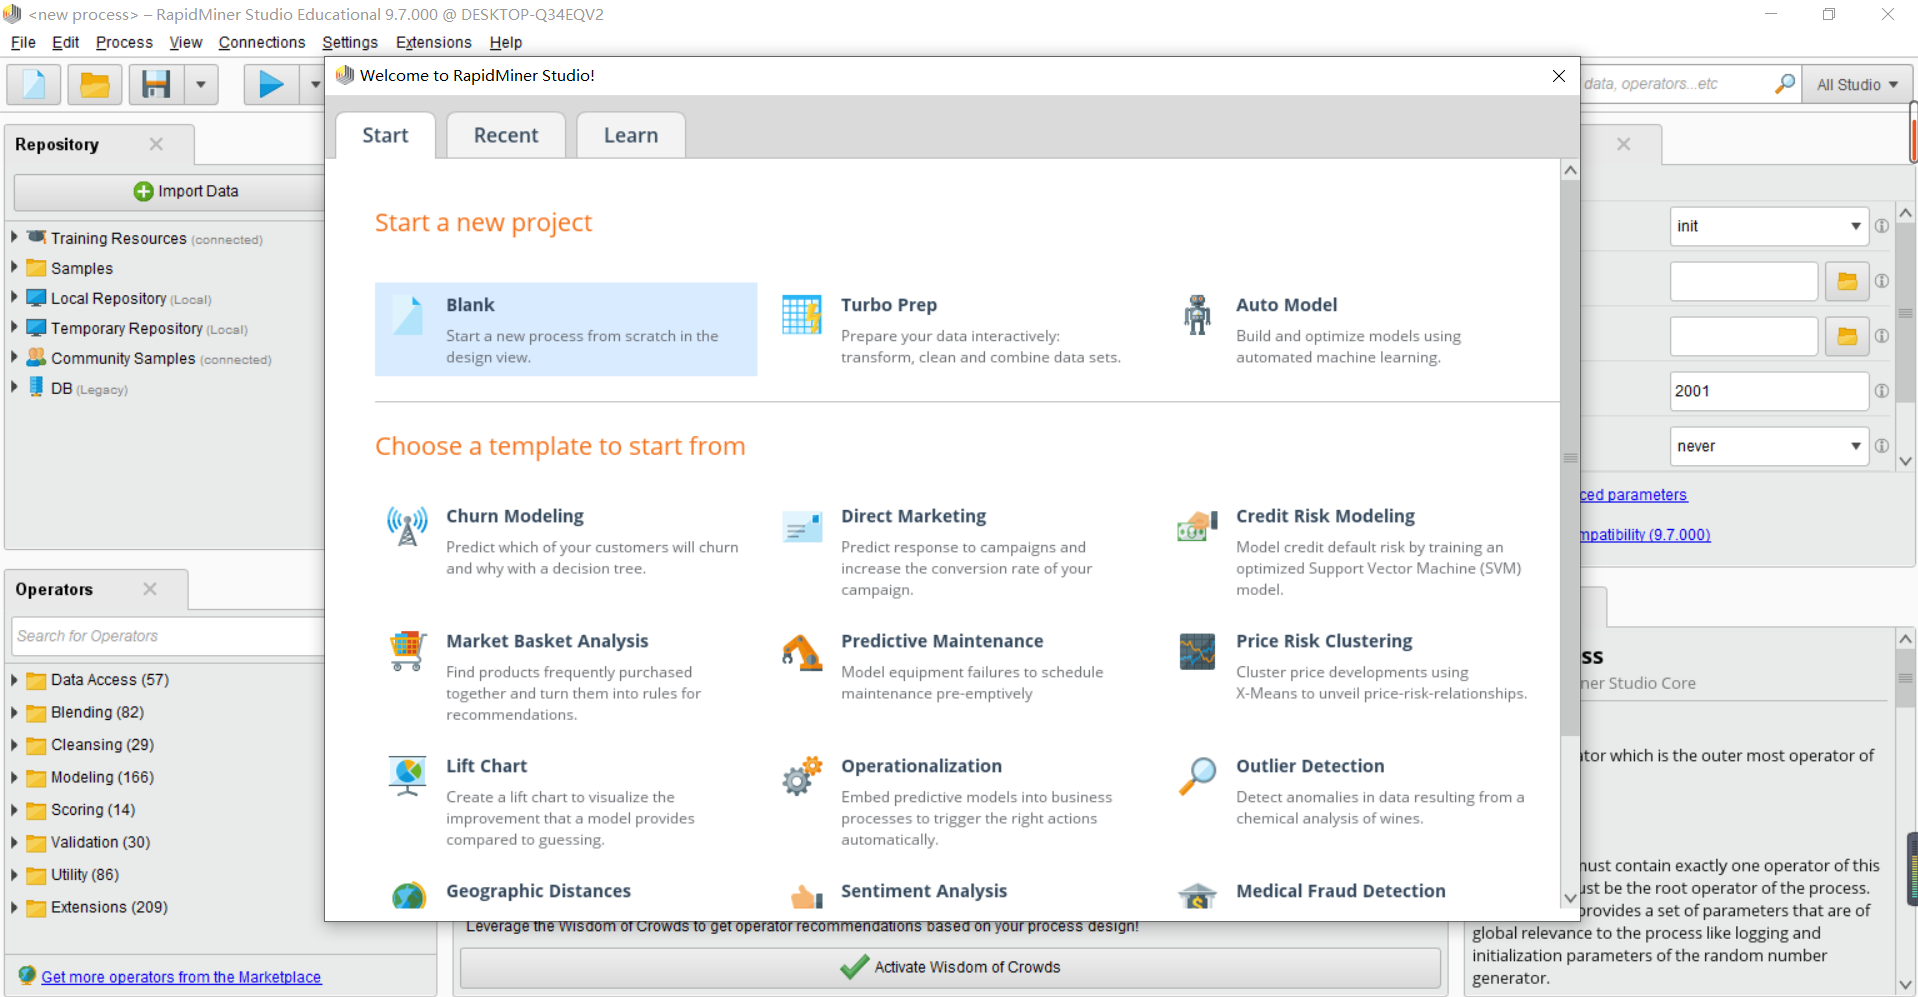 <new process> – RapidMiner Studio Educational 9.7.000 @ DESKTOP-Q34EQV2
File Edit Process View Connections Settings Extensions Help
Welcome to RapidMiner Studio!
data, operators...etc
All Studio
Start
Recent
Learn
Repository
Import Data
Training Resources (connected)
Samples
Local Repository (Local)
Temporary Repository (Local)
Community Samples (connected)
DB (Legacy)
Operators
Search for Operators
Data Access (57)
Blending (82)
Cleansing (29)
Modeling (166)
Scoring (14)
Validation (30)
Utility (86)
Extensions (209)
Get more operators from the Marketplace
Start a new project
Blank
Start a new process from scratch in the
design view.
Turbo Prep
Prepare your data interactively:
transform, clean and combine data sets.
Auto Model
Build and optimize models using
automated machine learning.
Choose a template to start from
Churn Modeling
Predict which of your customers will churn
and why with a decision tree.
Direct Marketing
Predict response to campaigns and
increase the conversion rate of your
campaign.
Credit Risk Modeling
Model credit default risk by training an
optimized Support Vector Machine (SVM)
model.
Market Basket Analysis
Find products frequently purchased
together and turn them into rules for
recommendations.
Predictive Maintenance
Model equipment failures to schedule
maintenance pre-emptively
Price Risk Clustering
Cluster price developments using
X-Means to unveil price-risk-relationships.
Lift Chart
Create a lift chart to visualize the
improvement that a model provides
compared to guessing.
Operationalization
Embed predictive models into business
processes to trigger the right actions
automatically.
Outlier Detection
Detect anomalies in data resulting from a
chemical analysis of wines.
Geographic Distances
Sentiment Analysis
Medical Fraud Detection
Leverage the Wisdom of Crowds to get operator recommendations based on your process design!
Activate Wisdom of Crowds
init
2001
never
ced parameters
mpatibility (9.7.000)
ss
ner Studio Core
tor which is the outer most operator of
must contain exactly one operator of this
ust be the root operator of the process.
provides a set of parameters that are of
global relevance to the process like logging and
initialization parameters of the random number
generator.